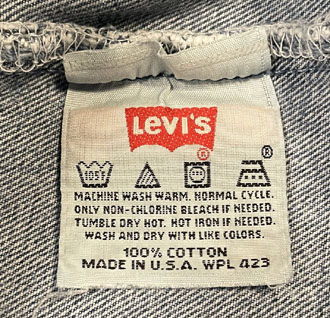 LEVI'S
®
105F ®
MACHINE WASH WARM. NORMAL CYCLE.
ONLY NON-CHLORINE BLEACH IF NEEDED.
TUMBLE DRY HOT. HOT IRON IF NEEDED.
WASH AND DRY WITH LIKE COLORS.
100% COTTON
MADE IN U.S.A. WPL 423